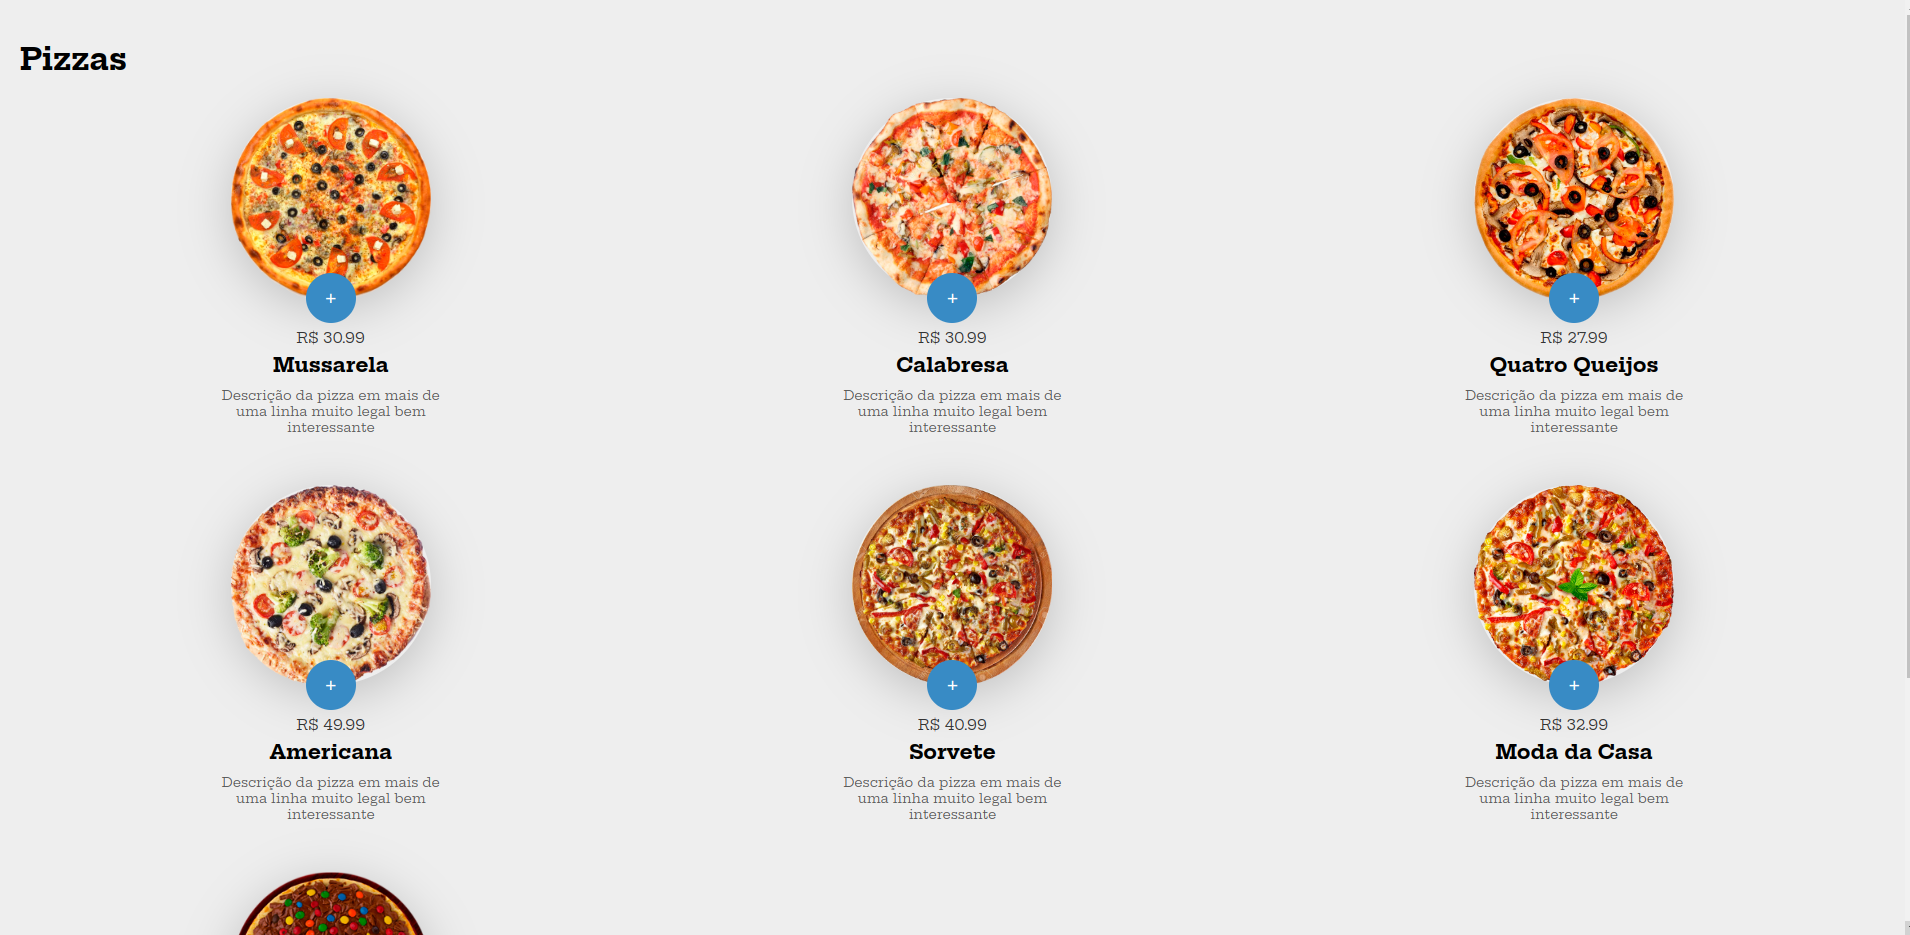 Pizzas
+
+
+
R$ 30.99
R$ 30.99
R$ 27.99
Mussarela
Calabresa
Quatro Queijos
Descrição da pizza em mais de
uma linha muito legal bem
interessante
Descrição da pizza em mais de
uma linha muito legal bem
interessante
Descrição da pizza em mais de
uma linha muito legal bem
interessante
+
+
+
R$ 49.99
R$ 40.99
R$ 32.99
Americana
Sorvete
Moda da Casa
Descrição da pizza em mais de
uma linha muito legal bem
interessante
Descrição da pizza em mais de
uma linha muito legal bem
interessante
Descrição da pizza em mais de
uma linha muito legal bem
interessante